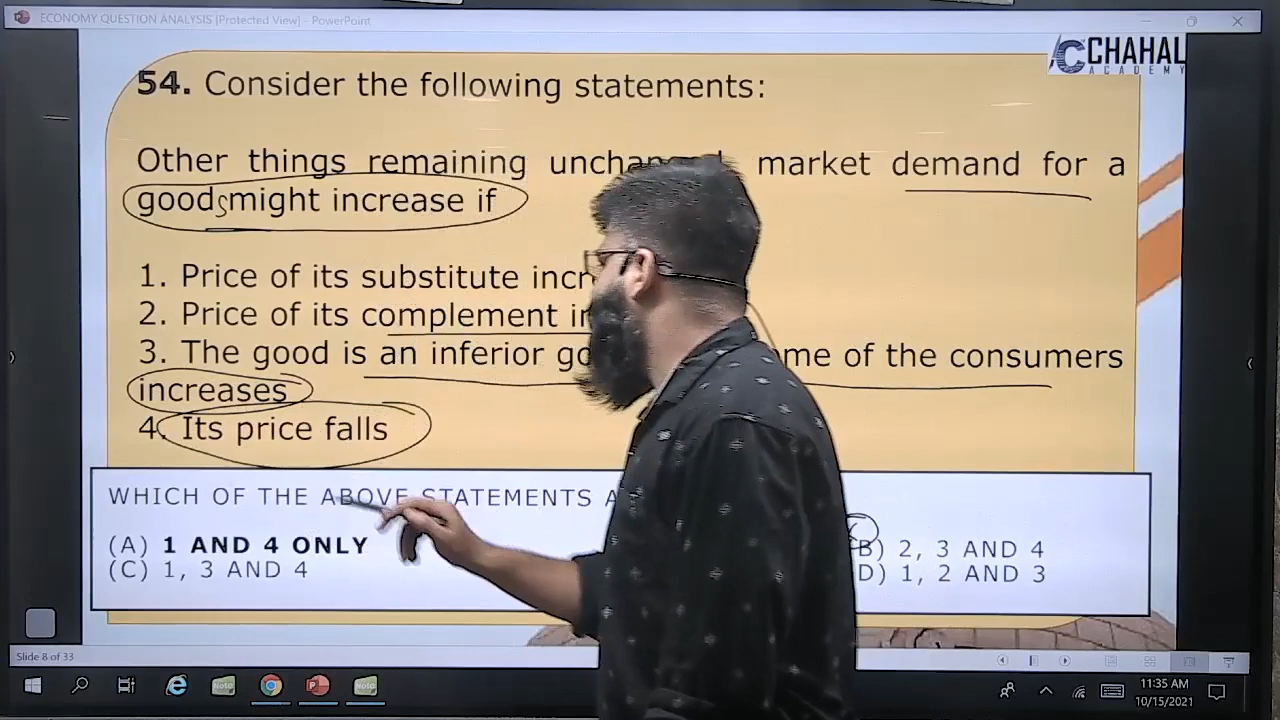 ECONOMY QUESTION ANALYSIS [Protected View] - PowerPoint
CHAHAL
ACADEMY
54. Consider the following statements:
Other things remaining market demand for a
good s might increase if
1. Price of its substitute
2. Price of its complement
3. The good is an inferior of the consumers
increases
4. Its price falls
WHICH OF THE ABOVE STATEMENTS
(A) 1 AND 4 ONLY
B) 2, 3 AND 4
(C) 1, 3 AND 4
D) 1, 2 AND 3
Slide 8 of 33
11:35 AM
10/15/2021